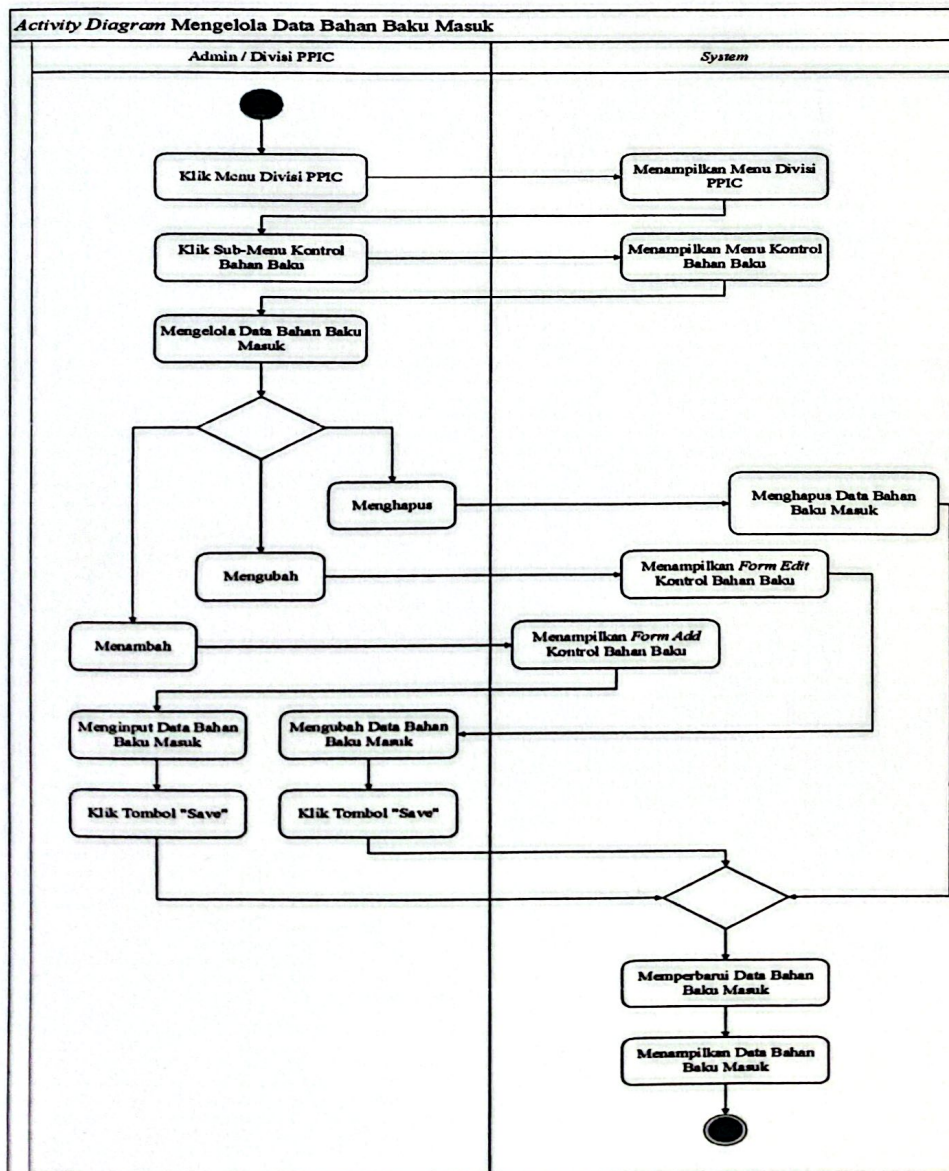 Activity Diagram Mengelola Data Bahan Baku Masuk
Admin / Divisi PPIC
System
Klik Menu Divisi PPIC
Menampilkan Menu Divisi
PPIC
Klik Sub-Menu Kontrol
Bahan Baku
Menampilkan Menu Kontrol
Bahan Baku
Mengelola Data Bahan Baku
Masuk
Menghapus
Menghapus Data Bahan
Baku Masuk
Mengubah
Menampilkan Form Edit
Kontrol Bahan Baku
Menambah
Menampilkan Form Add
Kontrol Bahan Baku
Menginput Data Bahan
Baku Masuk
Mengubah Data Bahan
Baku Masuk
Klik Tombol "Save"
Klik Tombol "Save"
Memperbarui Data Bahan
Baku Masuk
Menampilkan Data Bahan
Baku Masuk